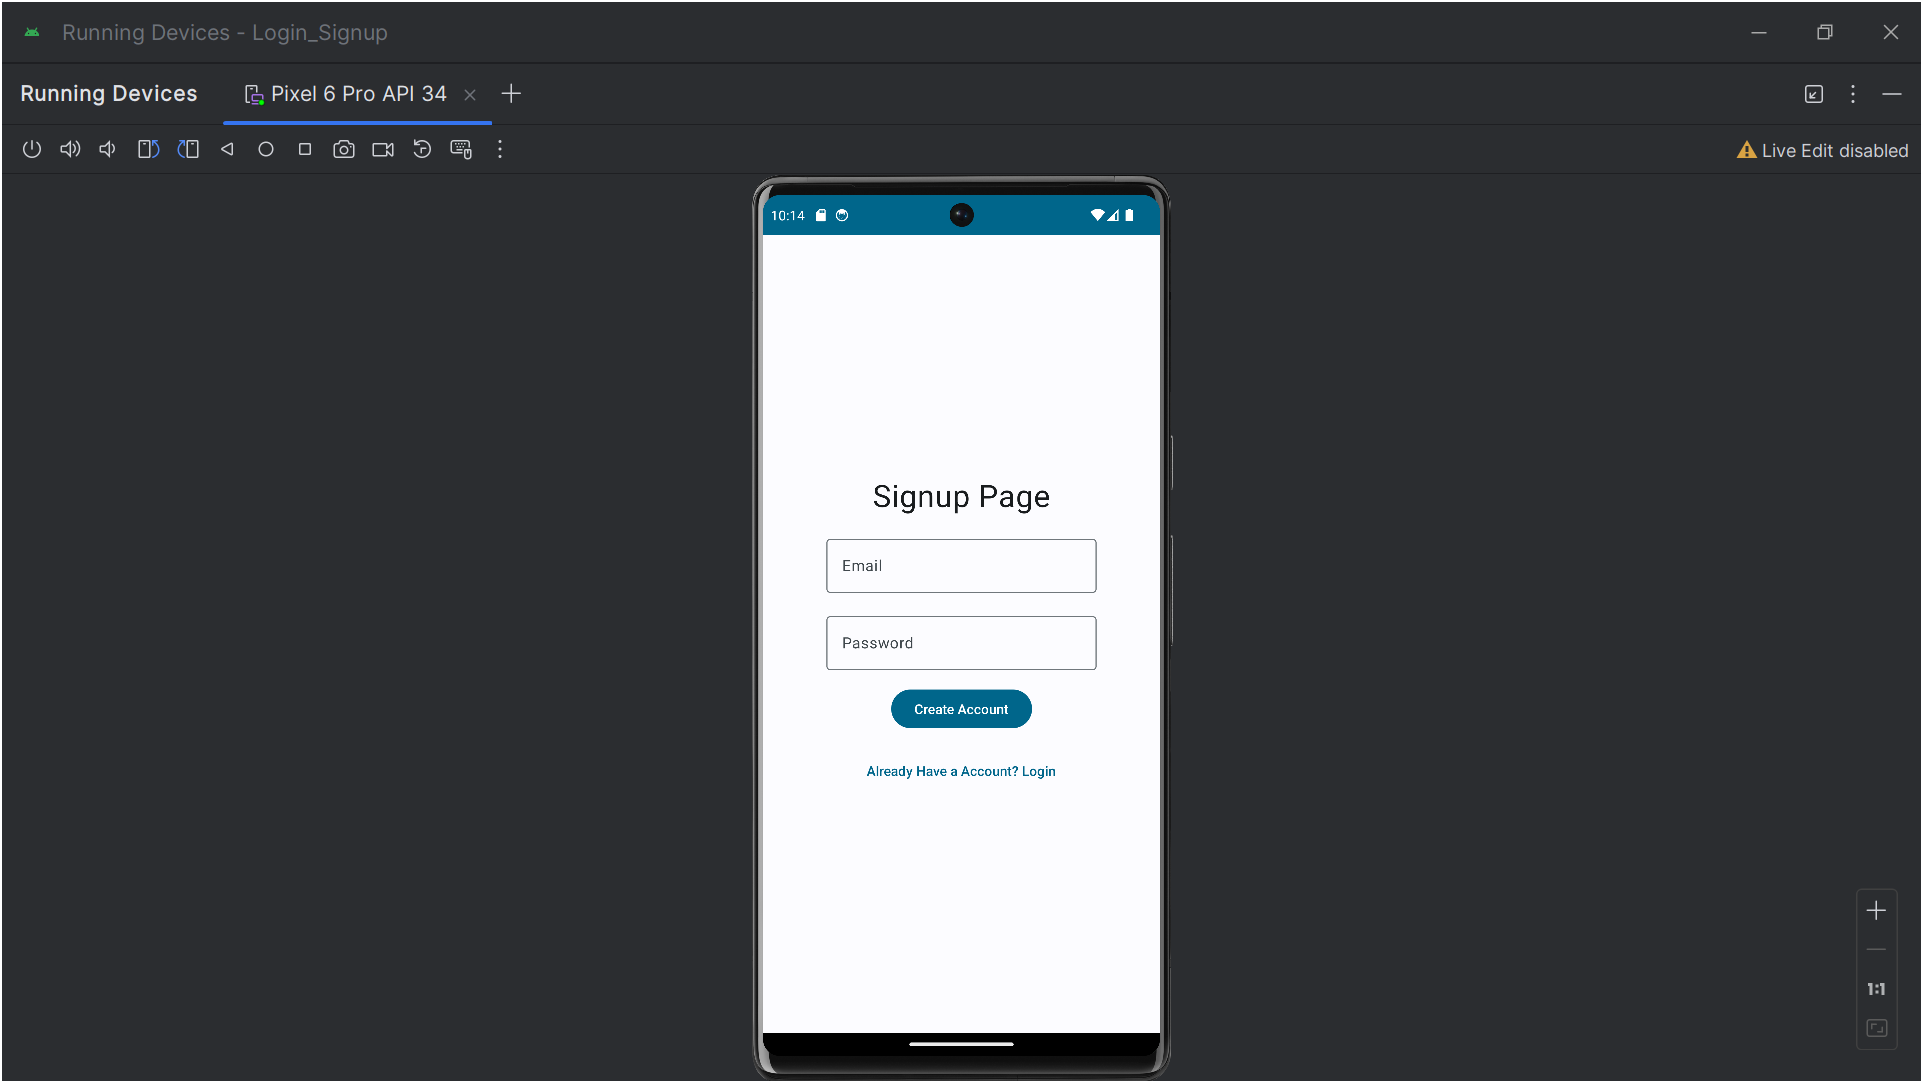 Running Devices - Login_Signup
Running Devices
Pixel 6 Pro API 34
Live Edit disabled
10:14
Signup Page
Email
Password
Create Account
Already Have a Account? Login
1:1